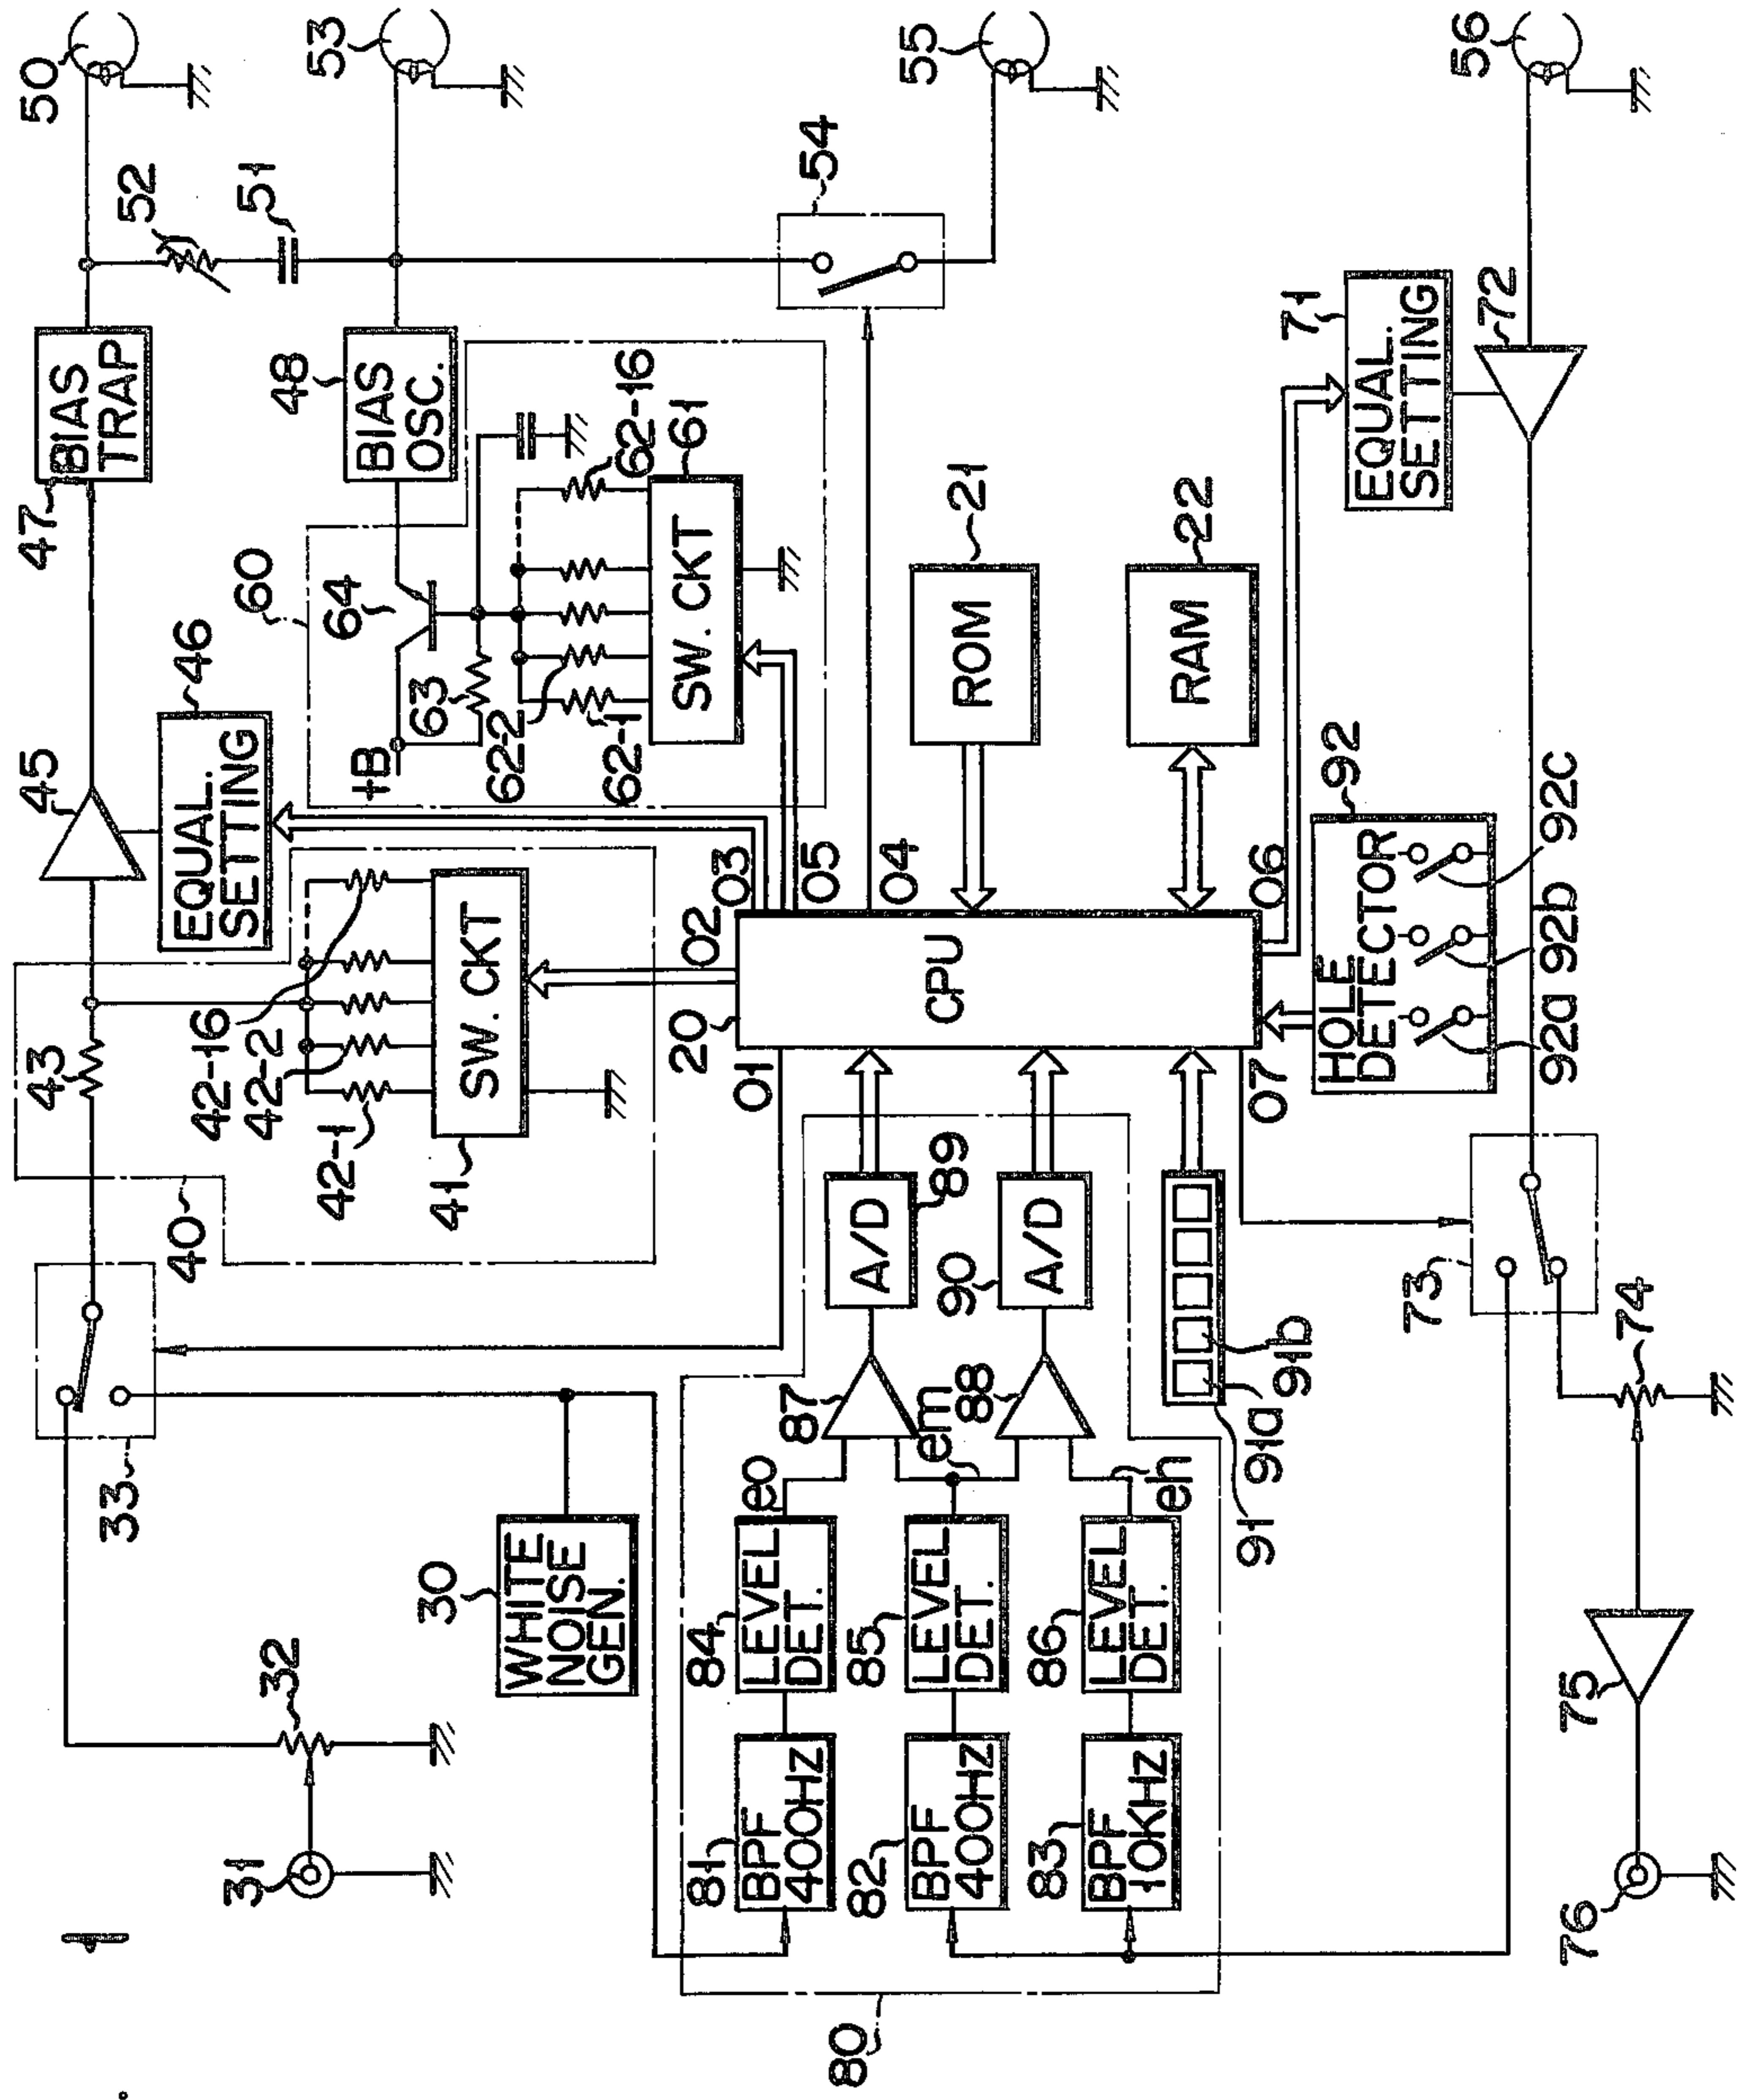 1
50
53
55
56
52
51
54
47
BIAS
TRAP
48
BIAS
OSC.
60
64
63
+B
62-2
62-1
62-16
61
SW. CKT
45
46
EQUAL.
SETTING
43
40
42-16
42-2
42-1
41
SW. CKT
33
31
32
30
WHITE
NOISE
GEN.
20
CPU
01
02
03
05
04
06
07
21
ROM
22
RAM
71
EQUAL.
SETTING
72
92
HOLE
DETECTOR
92a
92b
92c
80
81
BPF
400HZ
84
LEVEL
DET.
eo
87
89
A/D
82
BPF
400HZ
85
LEVEL
DET.
em
88
90
A/D
83
BPF
10KHZ
86
LEVEL
DET.
eh
91
91a
91b
73
74
75
76